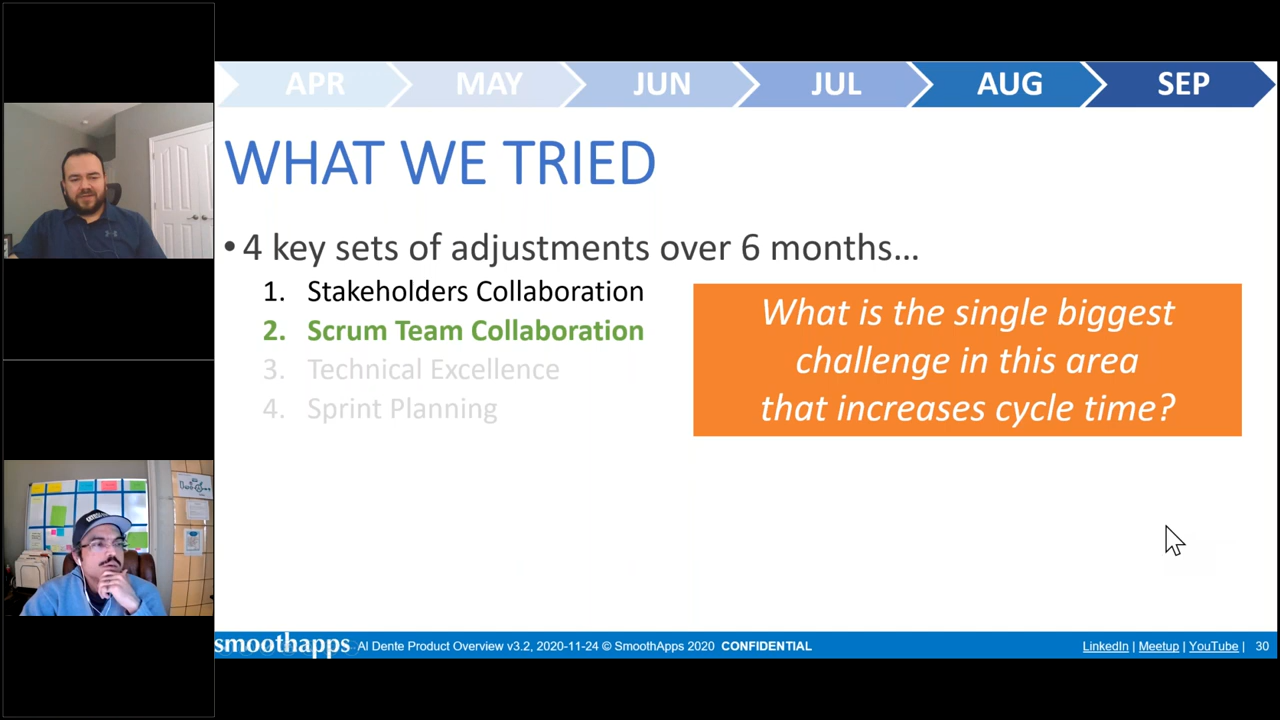 APR MAY JUN JUL AUG SEP
WHAT WE TRIED
• 4 key sets of adjustments over 6 months…
1. Stakeholders Collaboration
2. Scrum Team Collaboration
3. Technical Excellence
4. Sprint Planning
What is the single biggest
challenge in this area
that increases cycle time?
smoothapps Al Dente Product Overview v3.2, 2020-11-24 © SmoothApps 2020 CONFIDENTIAL LinkedIn | Meetup | YouTube | 30